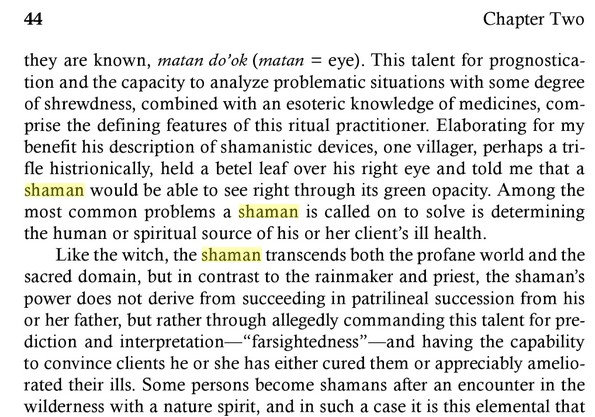 44 Chapter Two
they are known, matan do'ok (matan = eye). This talent for prognostica-
tion and the capacity to analyze problematic situations with some degree
of shrewdness, combined with an esoteric knowledge of medicines, com-
prise the defining features of this ritual practitioner. Elaborating for my
benefit his description of shamanistic devices, one villager, perhaps a tri-
fle histrionically, held a betel leaf over his right eye and told me that a
shaman would be able to see right through its green opacity. Among the
most common problems a shaman is called on to solve is determining
the human or spiritual source of his or her client's ill health.
Like the witch, the shaman transcends both the profane world and the
sacred domain, but in contrast to the rainmaker and priest, the shaman's
power does not derive from succeeding in patrilineal succession from his
or her father, but rather through allegedly commanding this talent for pre-
diction and interpretation—“farsightedness”—and having the capability
to convince clients he or she has either cured them or appreciably amelio-
rated their ills. Some persons become shamans after an encounter in the
wilderness with a nature spirit, and in such a case it is this elemental that